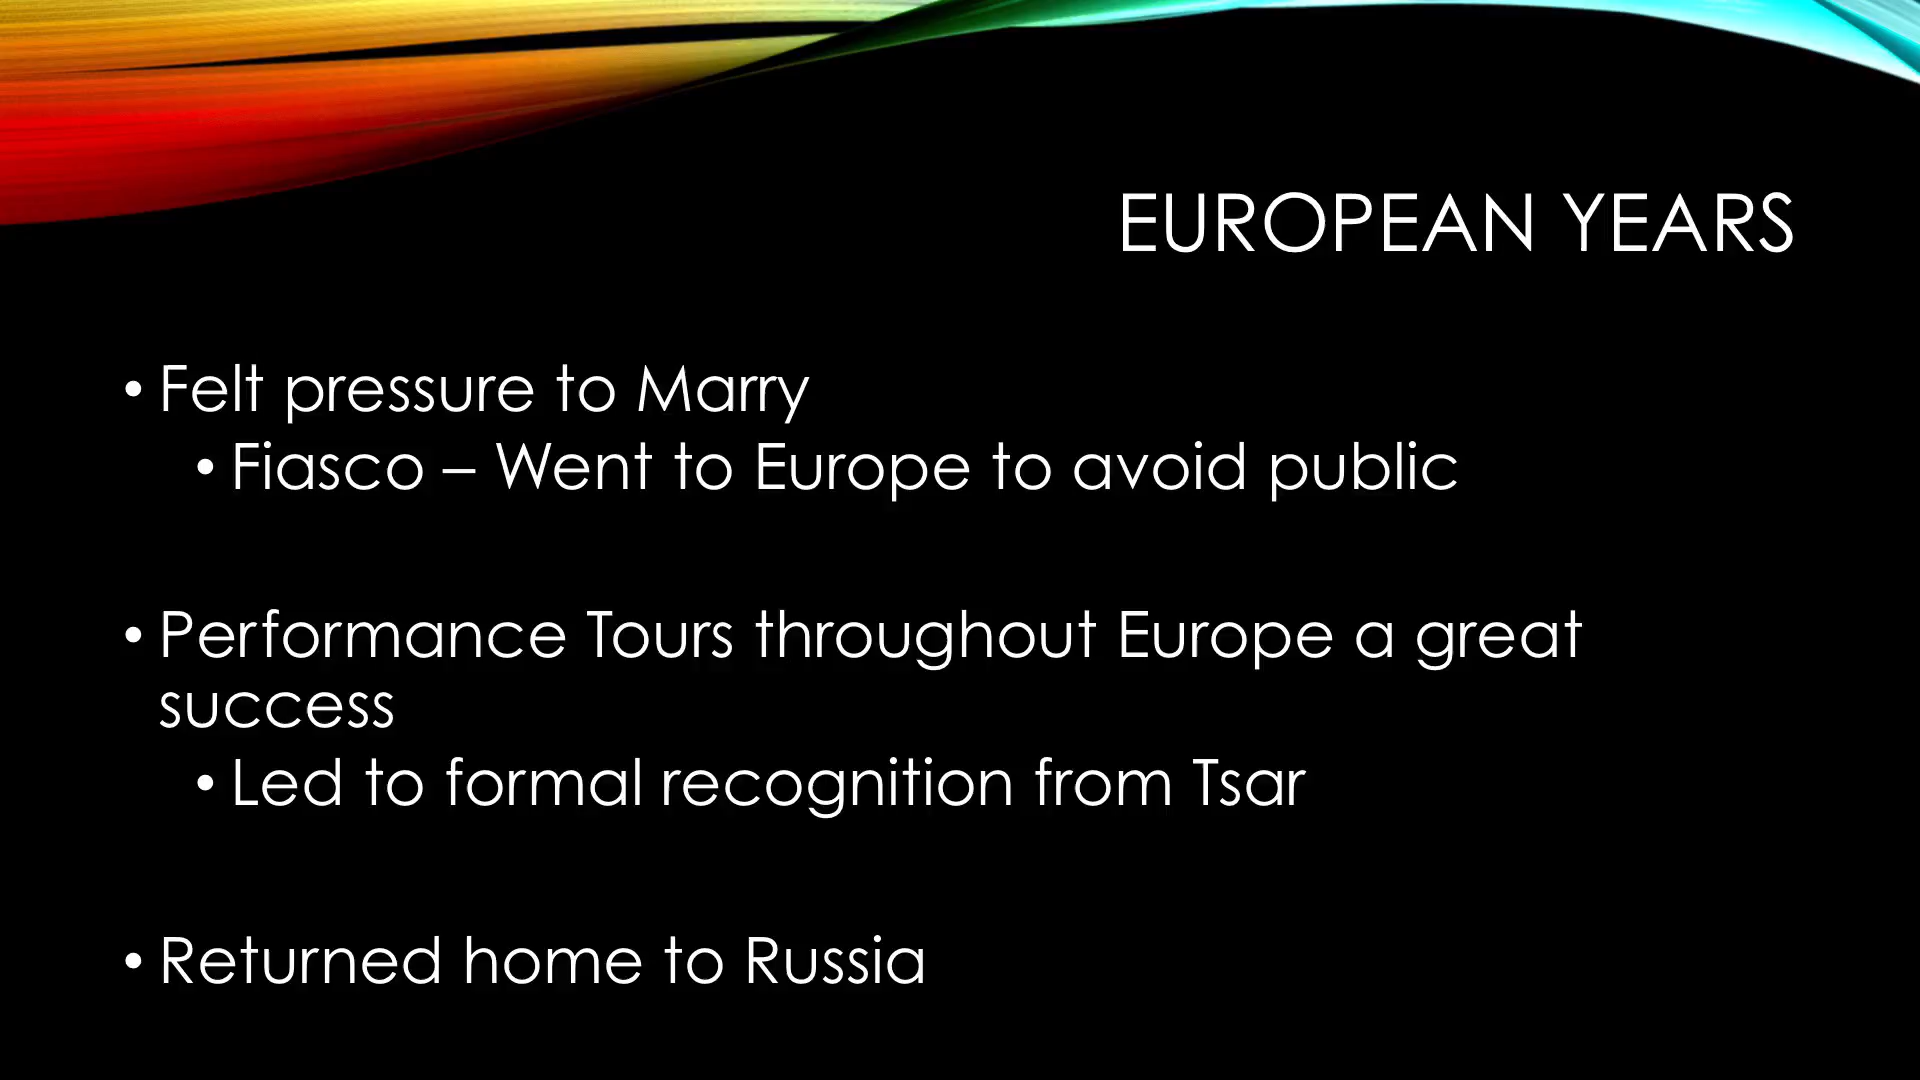 EUROPEAN YEARS
• Felt pressure to Marry
• Fiasco – Went to Europe to avoid public
• Performance Tours throughout Europe a great
success
• Led to formal recognition from Tsar
• Returned home to Russia